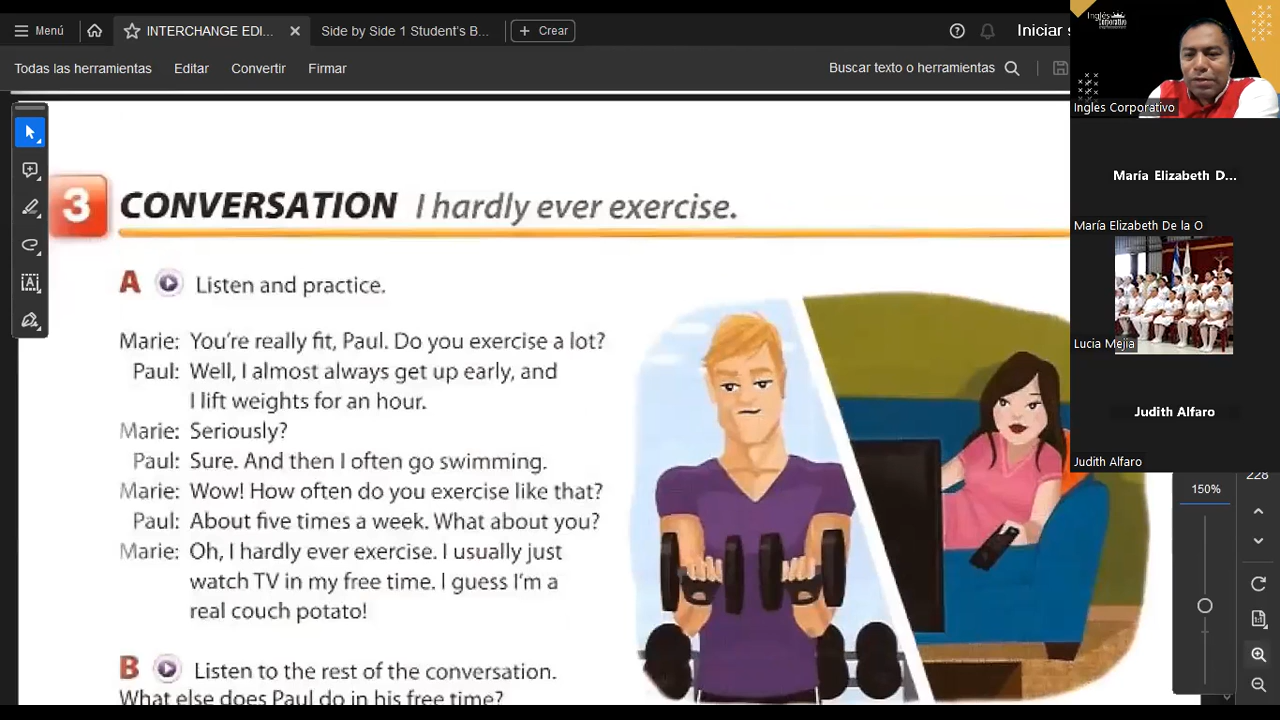 Menú
INTERCHANGE EDI...
Side by Side 1 Student's B...
Crear
Iniciar s
Todas las herramientas
Editar
Convertir
Firmar
Buscar texto o herramientas
3 CONVERSATION I hardly ever exercise.
A Listen and practice.
Marie: You're really fit, Paul. Do you exercise a lot?
Paul: Well, I almost always get up early, and
I lift weights for an hour.
Marie: Seriously?
Paul: Sure. And then I often go swimming.
Marie: Wow! How often do you exercise like that?
Paul: About five times a week. What about you?
Marie: Oh, I hardly ever exercise. I usually just
watch TV in my free time. I guess I'm a
real couch potato!
B Listen to the rest of the conversation.
What else does Paul do in his free time?
Inglés
Corporativo
Ingles Corporativo
María Elizabeth D...
María Elizabeth De la O
Lucia Mejia
Judith Alfaro
Judith Alfaro
228
150%
1:1